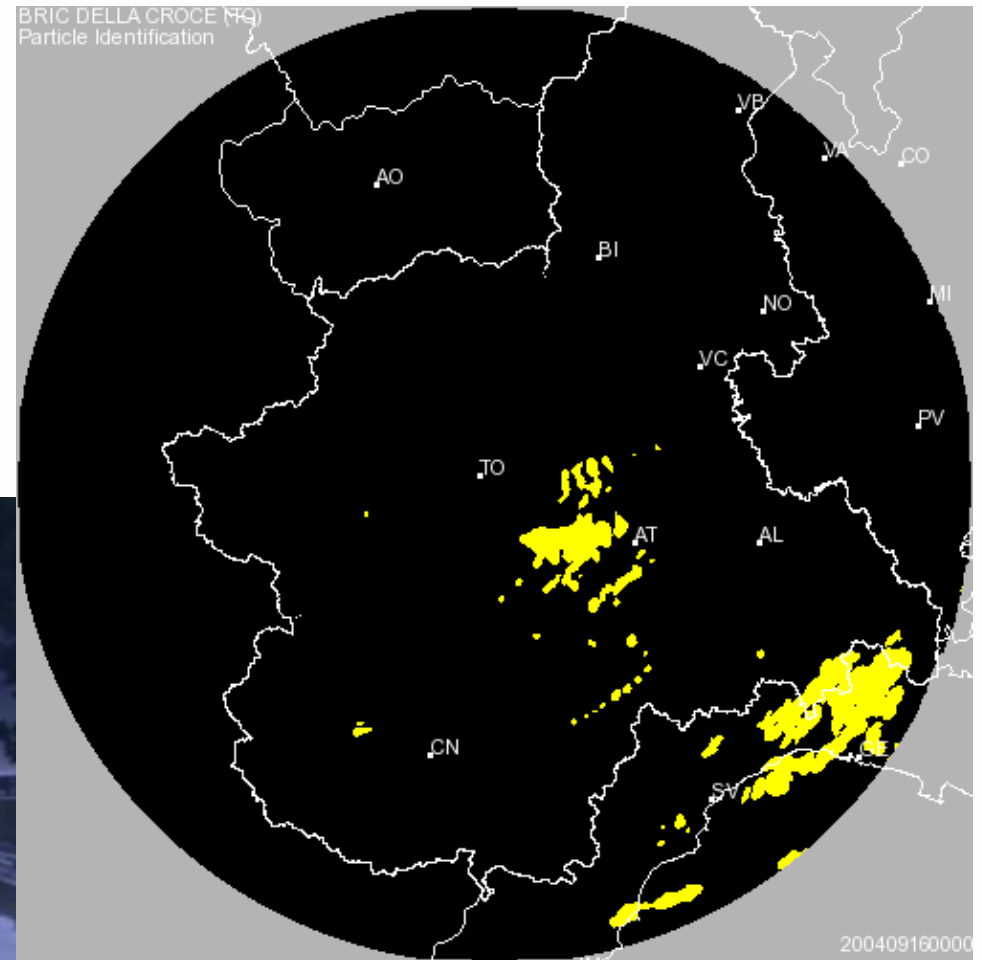 BRIC DELLA CROCE (TO)
Particle Identification
VB
VA
CO
AO
BI
MI
NO
VC
PV
TO
AT
AL
CN
GE
SV
200409160000